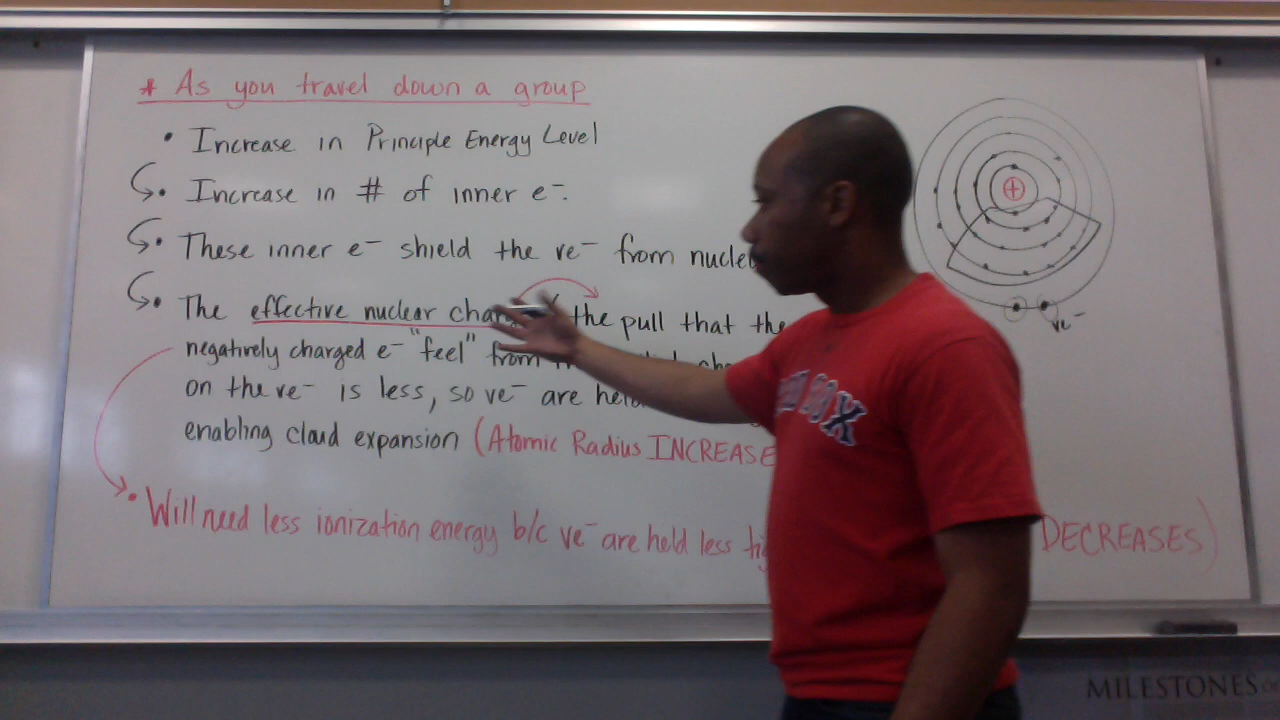 * As you travel down a group
• Increase in Principle Energy Level
• Increase in # of inner e⁻.
• These inner e⁻ shield the ve⁻ from
• The effective nuclear the pull that the
negatively charged e⁻ "feel" from
on the ve⁻ is less, so ve⁻ are
enabling cloud expansion (Atomic Radius INCREASE
• Will need less ionization energy b/c ve⁻ are held less
DECREASES)
+
ve⁻
SOX
MILESTONES